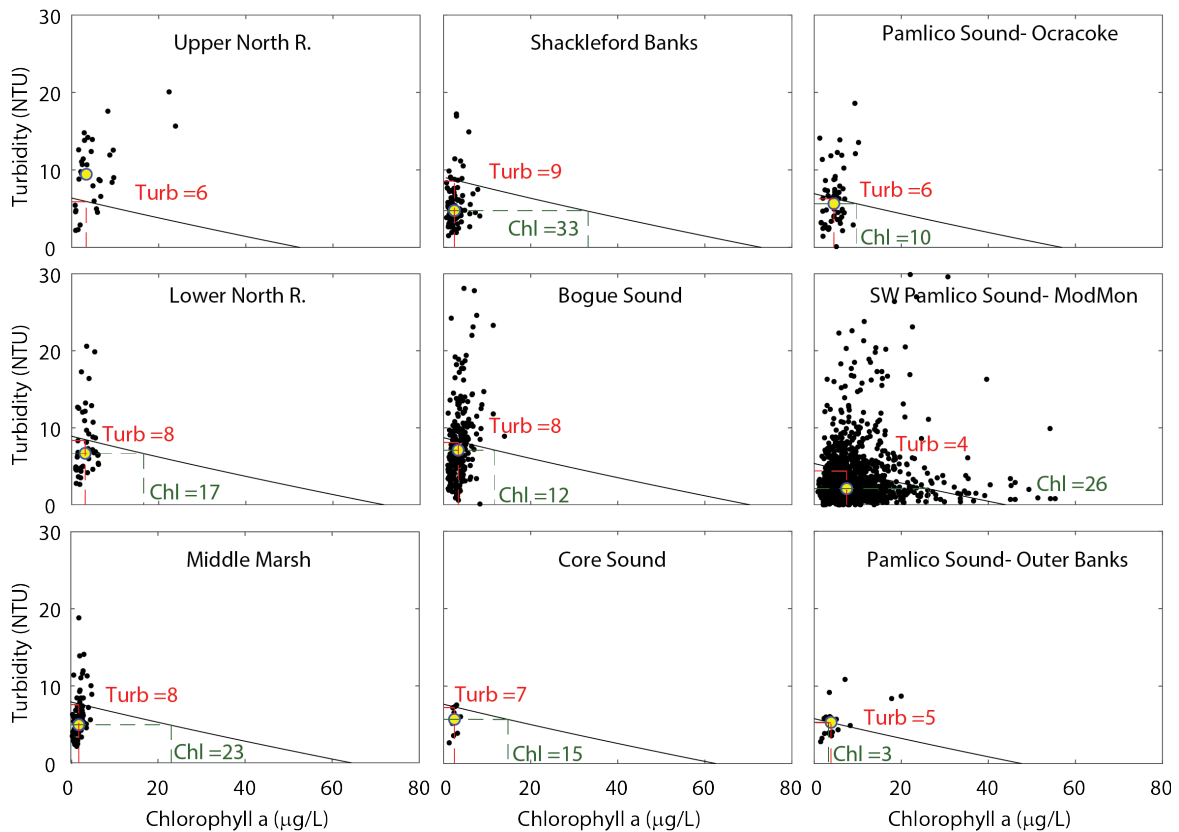 30
20
10
0
Turbidity (NTU)
Upper North R.
Turb =6
Shackleford Banks
Turb =9
Chl =33
Pamlico Sound- Ocracoke
Turb =6
Chl =10
30
20
10
0
Turbidity (NTU)
Lower North R.
Turb =8
Chl =17
Bogue Sound
Turb =8
Chl =12
SW Pamlico Sound- ModMon
Turb =4
Chl =26
30
20
10
0
Turbidity (NTU)
Middle Marsh
Turb =8
Chl =23
Core Sound
Turb =7
Chl =15
Pamlico Sound- Outer Banks
Turb =5
Chl =3
0 20 40 60 80
0 20 40 60 80
0 20 40 60 80
Chlorophyll a (µg/L)
Chlorophyll a (µg/L)
Chlorophyll a (µg/L)